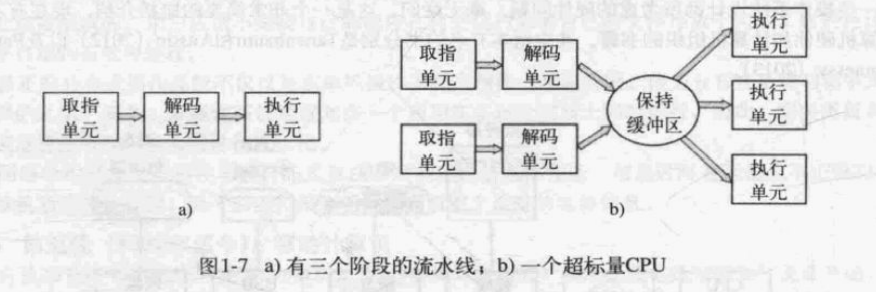 (2012)
(2013)
取指 解码 执行
单元 单元 单元
a)
取指 解码
单元 单元
取指 解码
单元 单元
保持
缓冲区
执行
单元
执行
单元
执行
单元
b)
图1-7 a) 有三个阶段的流水线，b) 一个超标量CPU